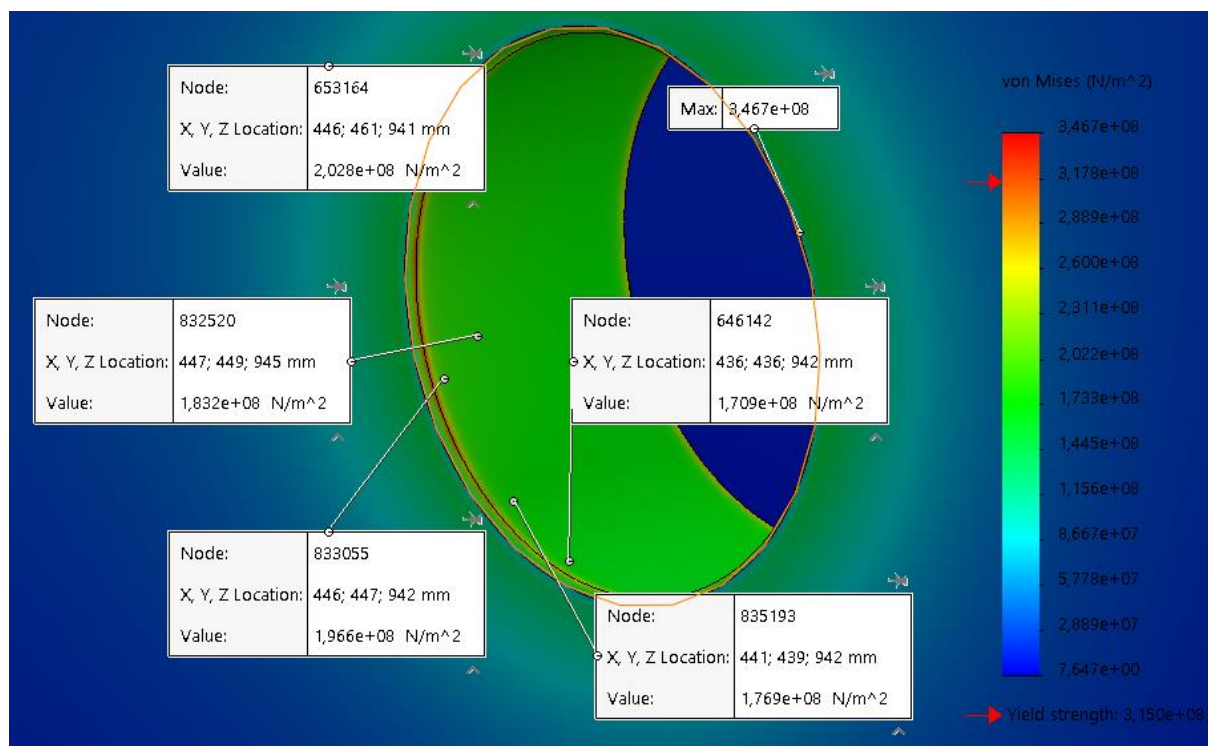 Node: 653164
X, Y, Z Location: 446; 461; 941 mm
Value: 2,028e+08 N/m^2
Max: 3,467e+08
Node: 832520
X, Y, Z Location: 447; 449; 945 mm
Value: 1,832e+08 N/m^2
Node: 646142
X, Y, Z Location: 436; 436; 942 mm
Value: 1,709e+08 N/m^2
Node: 833055
X, Y, Z Location: 446; 447; 942 mm
Value: 1,966e+08 N/m^2
Node: 835193
X, Y, Z Location: 441; 439; 942 mm
Value: 1,769e+08 N/m^2
von Mises (N/m^2)
3,467e+08
3,178e+08
2,889e+08
2,600e+08
2,311e+08
2,022e+08
1,733e+08
1,445e+08
1,156e+08
8,667e+07
5,778e+07
2,889e+07
7,647e+00
Yield strength: 3,150e+08